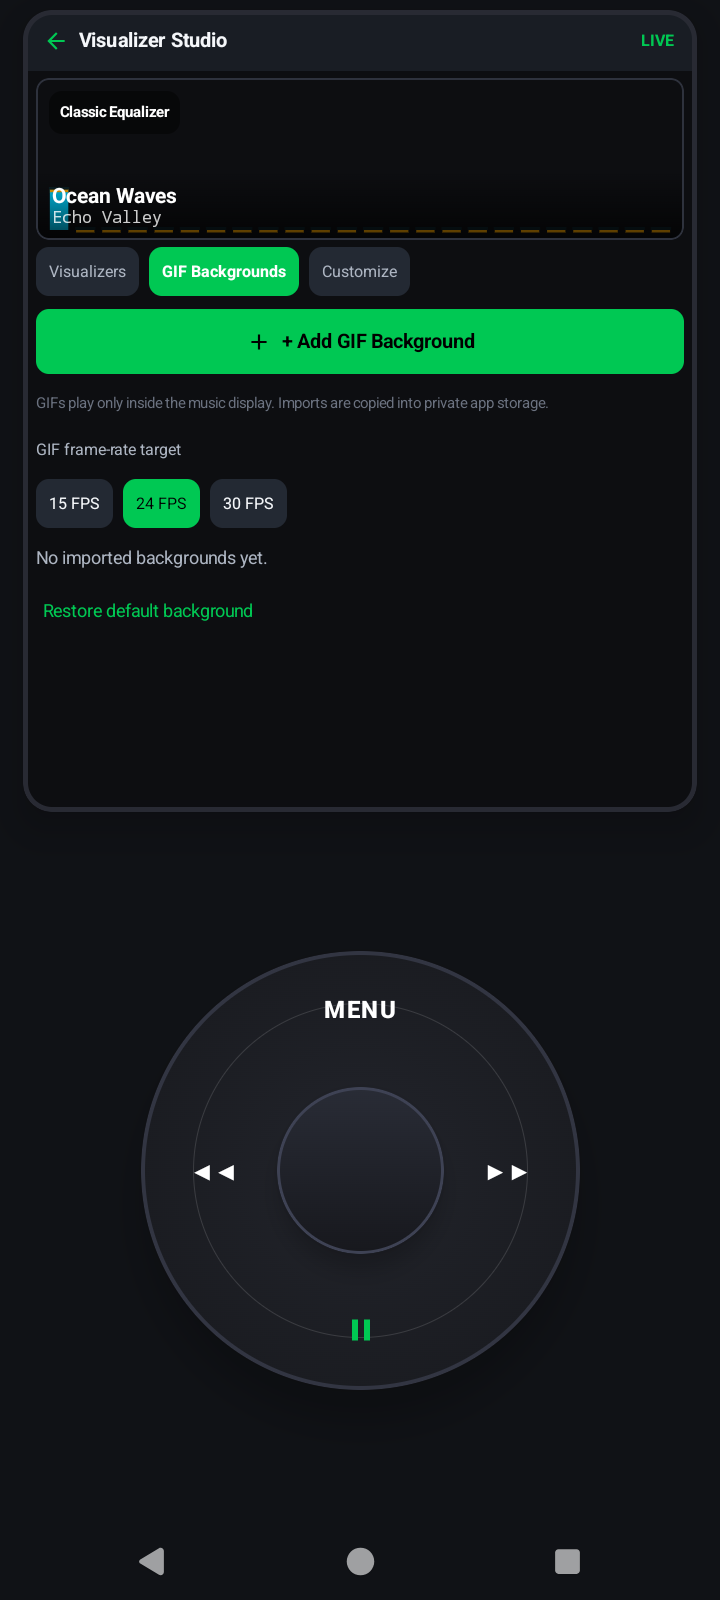 Visualizer Studio
LIVE
Classic Equalizer
Ocean Waves
Echo Valley
Visualizers
GIF Backgrounds
Customize
+ Add GIF Background
GIFs play only inside the music display. Imports are copied into private app storage.
GIF frame-rate target
15 FPS
24 FPS
30 FPS
No imported backgrounds yet.
Restore default background
MENU